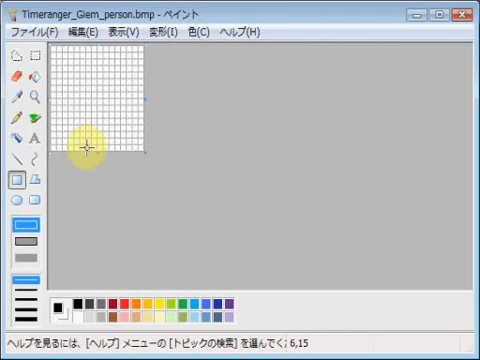 Timeranger_Giem_person.bmp - ペイント
ファイル(F) 編集(E) 表示(V) 変形(I) 色(C) ヘルプ(H)
A
ヘルプを見るには、[ヘルプ] メニューの [トピックの検索] を選んでく; 6,15